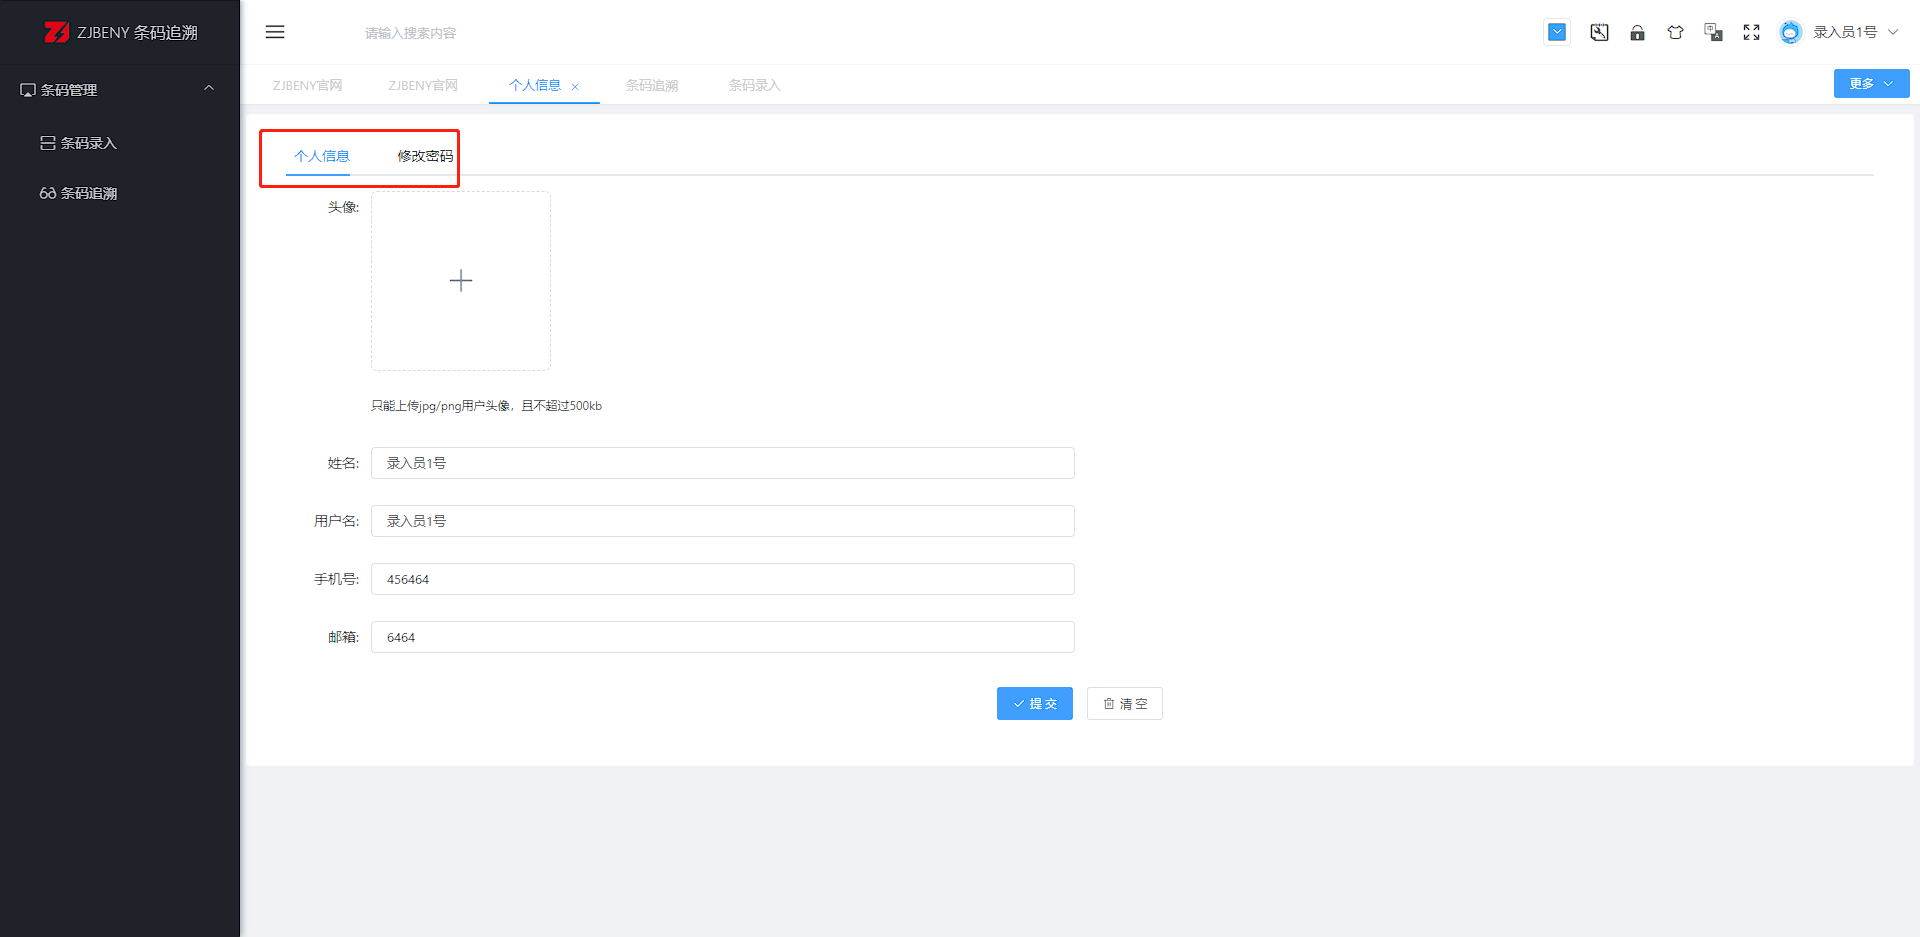 ZJBENY 条码追溯
请输入搜索内容
录入员1号
条码管理
条码录入
条码追溯
ZJBENY官网
ZJBENY官网
个人信息
条码追溯
条码录入
更多
个人信息
修改密码
头像:
只能上传jpg/png用户头像，且不超过500kb
姓名: 录入员1号
用户名: 录入员1号
手机号: 456464
邮箱: 6464
提交
清空